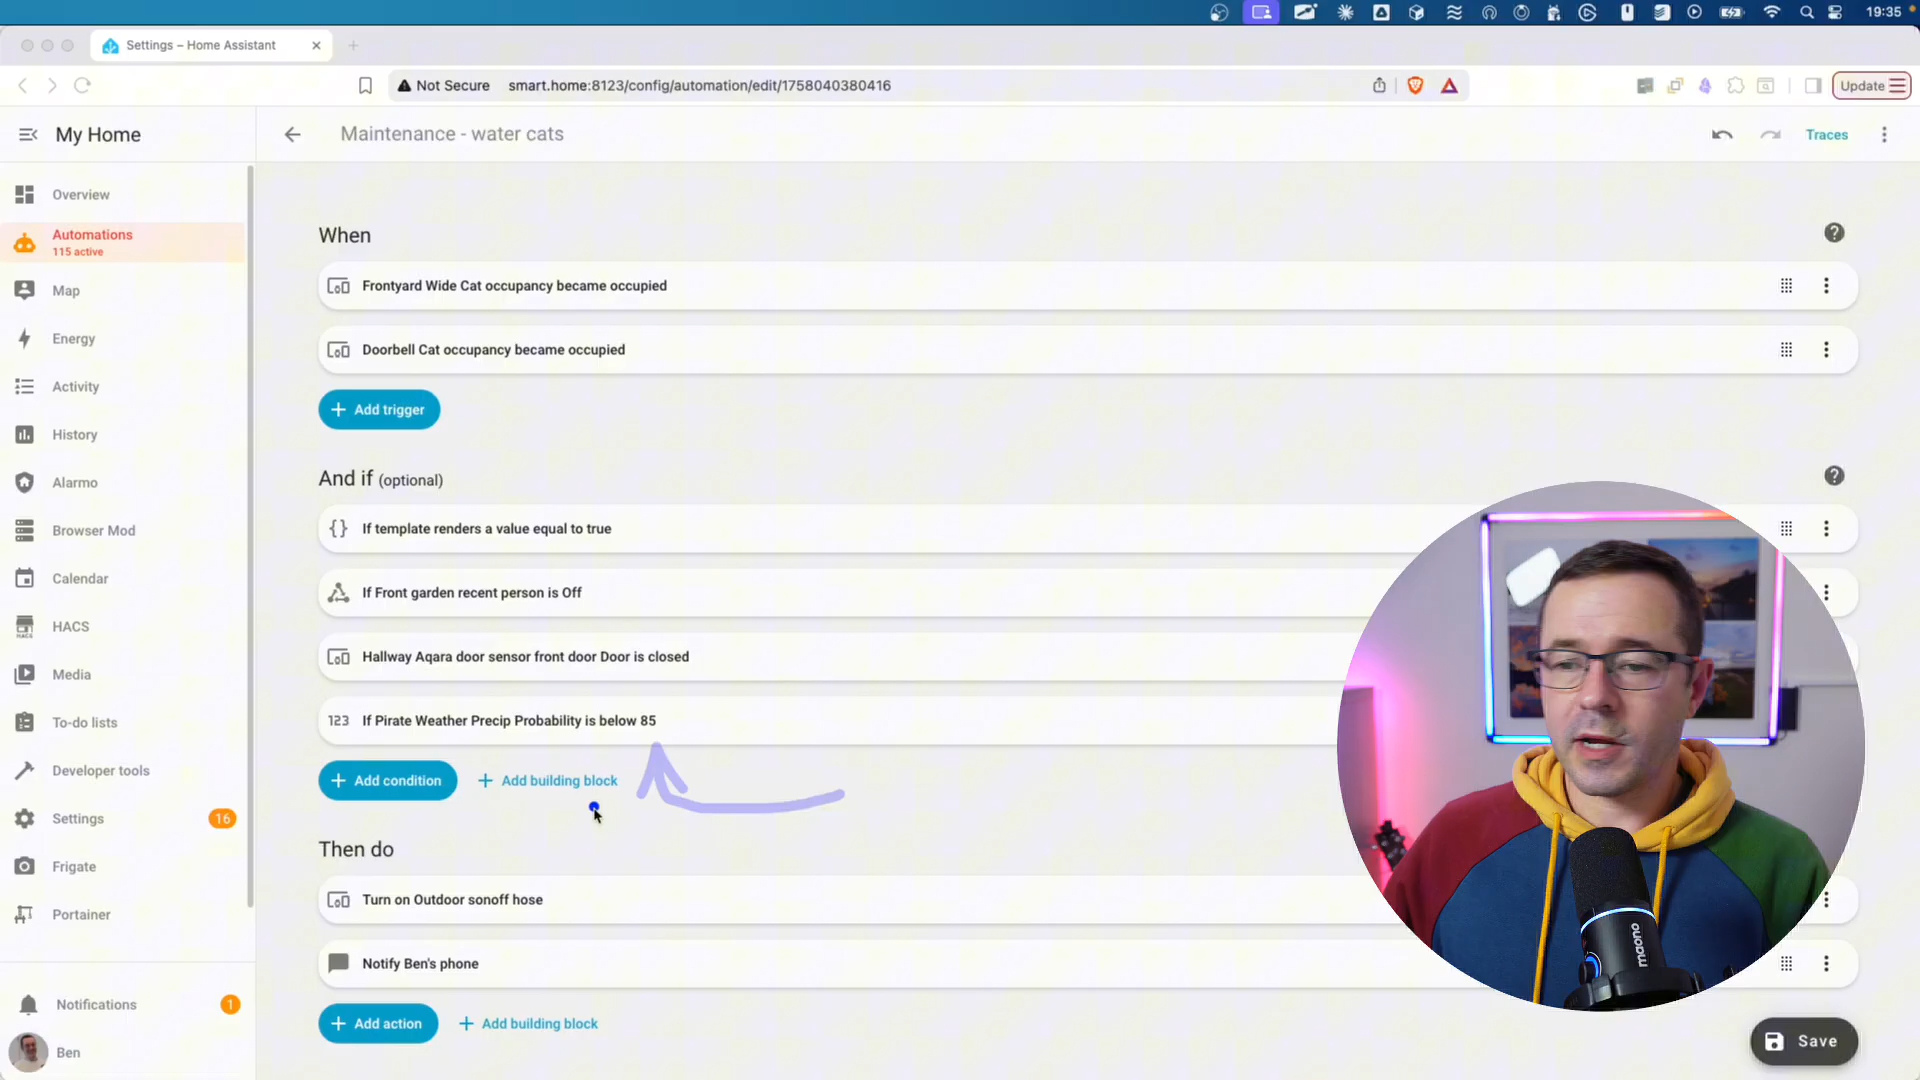 19:35
Settings – Home Assistant
Not Secure smart.home:8123/config/automation/edit/1758040380416
Update
My Home
Maintenance - water cats
Traces
Overview
Automations
115 active
Map
Energy
Activity
History
Alarmo
Browser Mod
Calendar
HACS
HACS
Media
To-do lists
Developer tools
Settings
16
Frigate
Portainer
Notifications
1
Ben
When
Frontyard Wide Cat occupancy became occupied
Doorbell Cat occupancy became occupied
Add trigger
And if (optional)
If template renders a value equal to true
If Front garden recent person is Off
Hallway Aqara door sensor front door Door is closed
123 If Pirate Weather Precip Probability is below 85
Add condition
Add building block
Then do
Turn on Outdoor sonoff hose
Notify Ben's phone
Add action
Add building block
Save
maono